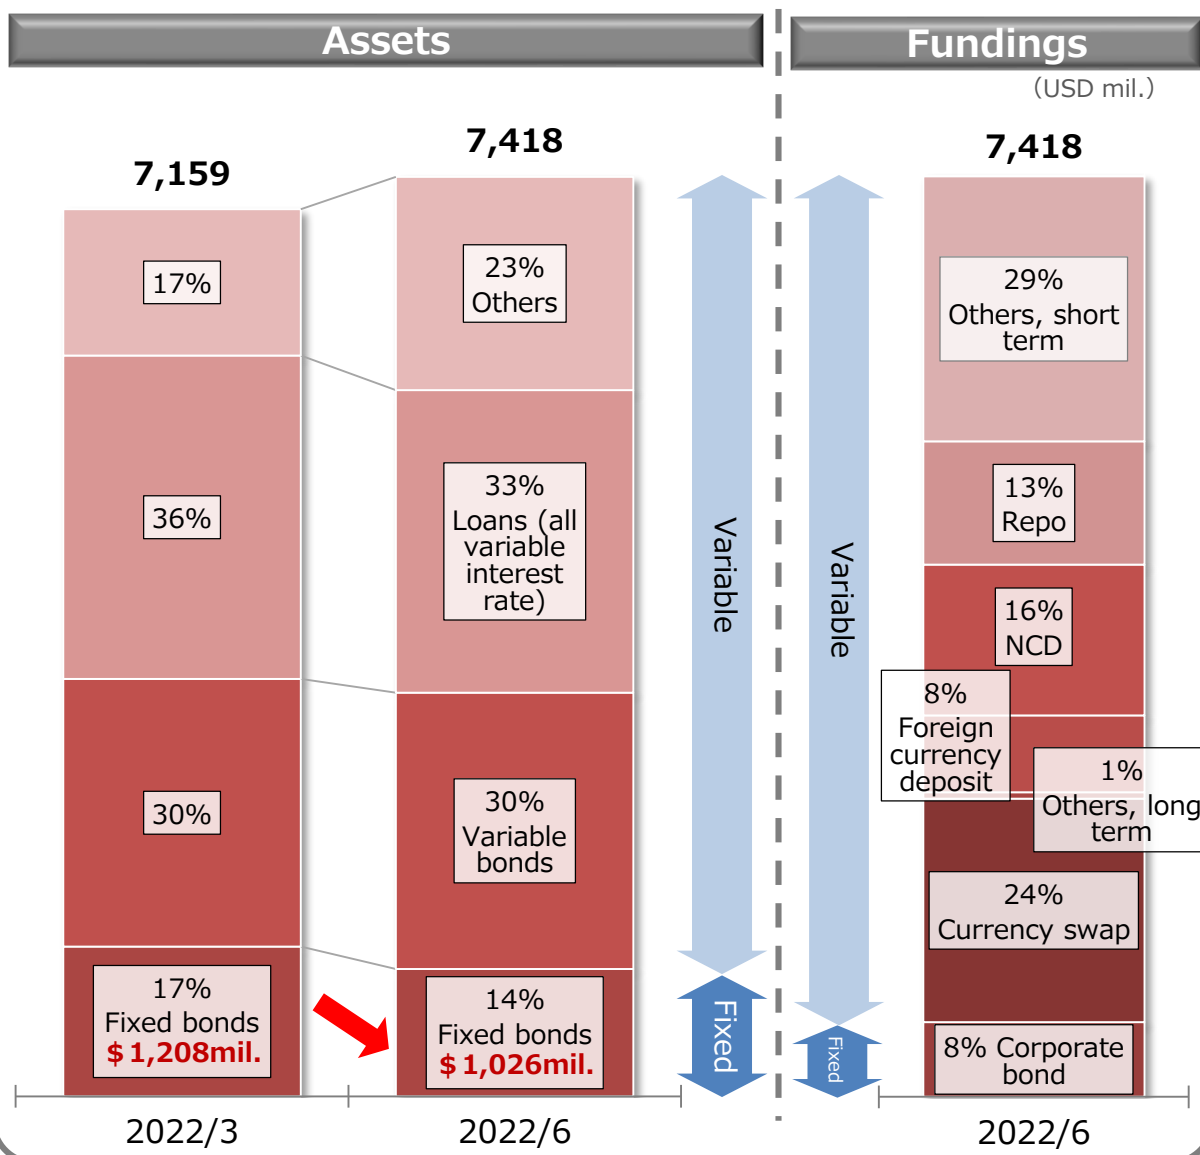 Assets
Fundings
(USD mil.)
7,159
7,418
7,418
17%
36%
30%
17%
Fixed bonds
$1,208mil.
23%
Others
33%
Loans (all
variable
interest
rate)
30%
Variable
bonds
14%
Fixed bonds
$1,026mil.
Variable
Fixed
Variable
Fixed
29%
Others, short
term
13%
Repo
16%
NCD
8%
Foreign
currency
deposit
1%
Others, long
term
24%
Currency swap
8% Corporate
bond
2022/3
2022/6
2022/6